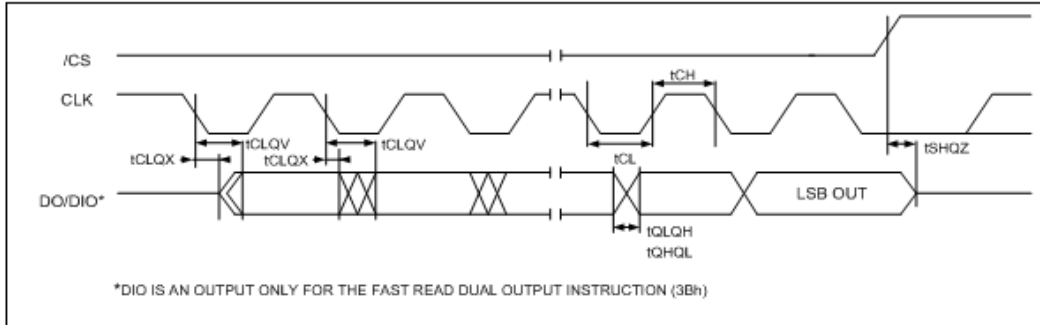 /CS
tCH
CLK
tCLQV
tCLQV
tCLQX
tCLQX
tCL
tSHQZ
DO/DIO*
LSB OUT
tQLQH
tQHQL
*DIO IS AN OUTPUT ONLY FOR THE FAST READ DUAL OUTPUT INSTRUCTION (3Bh)